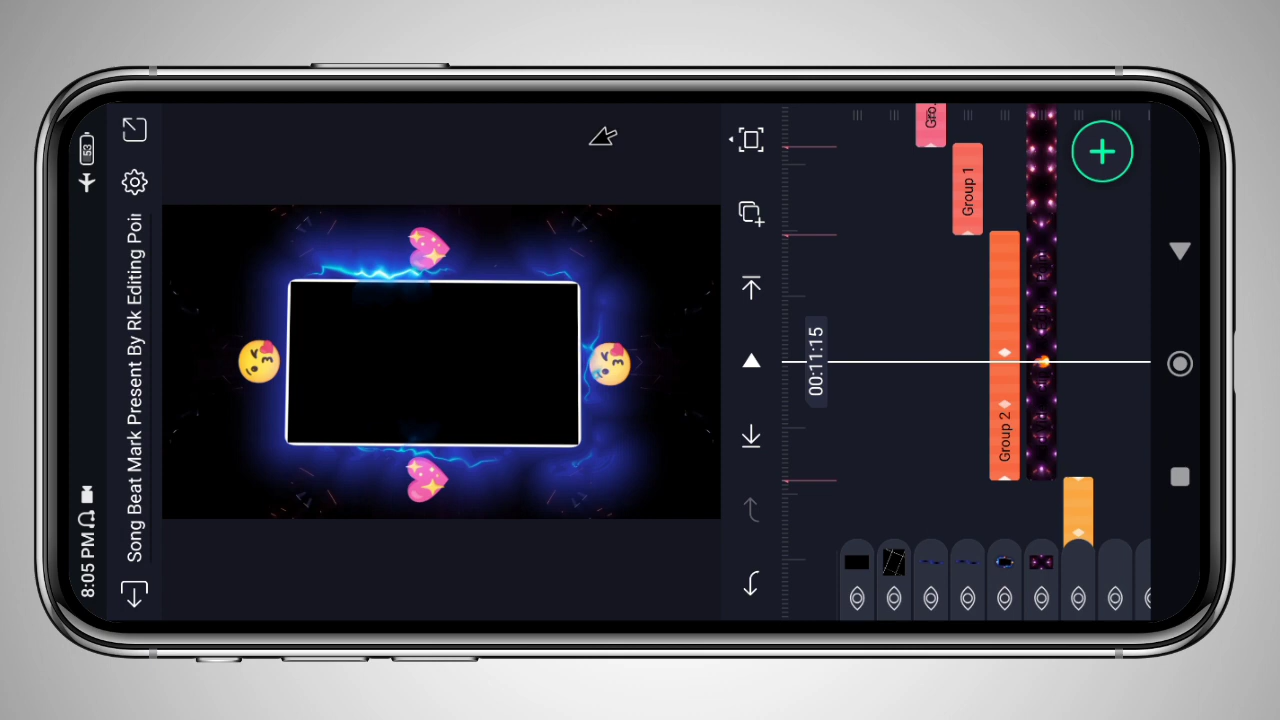 8:05 PM
53
Song Beat Mark Present By Rk Editing Poi
00:11:15
Gro.
Group 1
Group 2